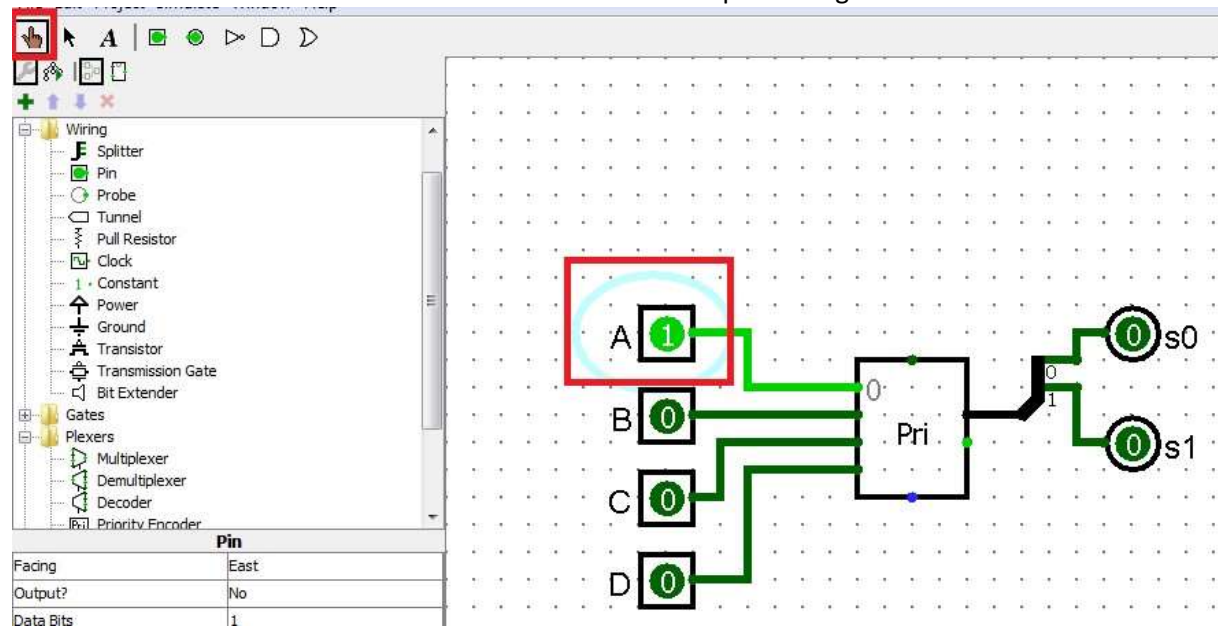 A
Wiring
Splitter
Pin
Probe
Tunnel
Pull Resistor
Clock
1 Constant
Power
Ground
Transistor
Transmission Gate
Bit Extender
Gates
Plexers
Multiplexer
Demultiplexer
Decoder
Pri Priority Encoder
Pin
Facing East
Output? No
Data Bits 1
A 1
B 0
C 0
D 0
0
Pri
0
1
0 s0
0 s1